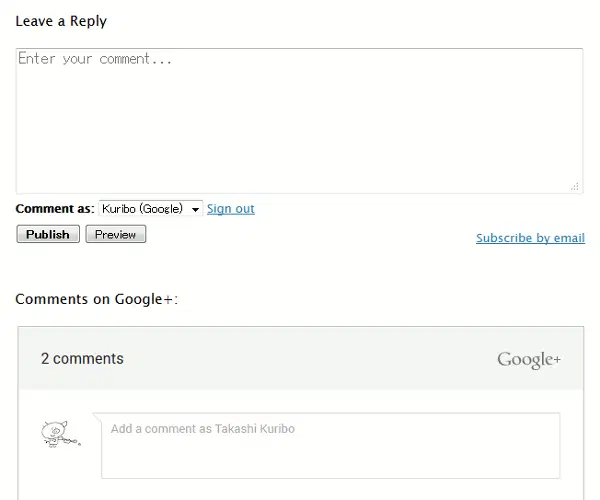 Leave a Reply
Enter your comment...
Comment as: Kuribo (Google) Sign out
Publish Preview Subscribe by email
Comments on Google+:
2 comments Google+
Add a comment as Takashi Kuribo